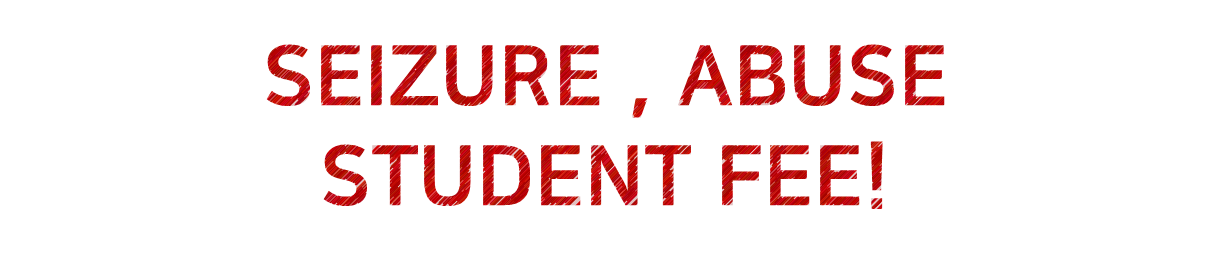 SEIZURE , ABUSE
STUDENT FEE!